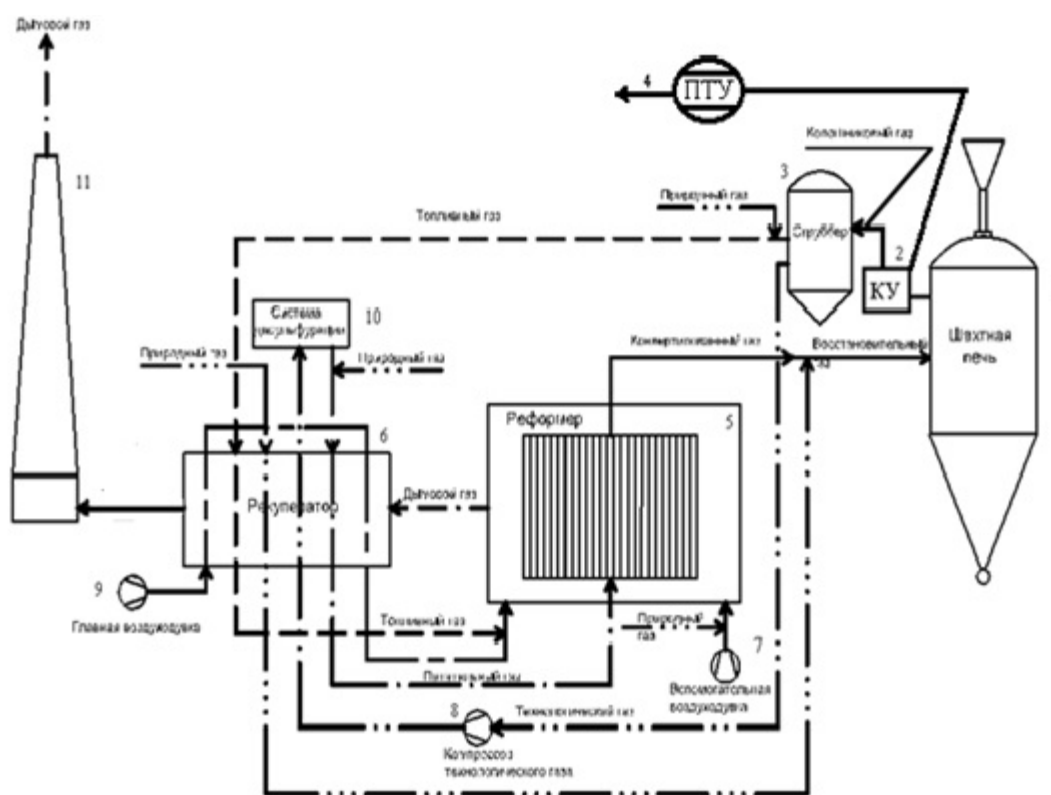 Дымовой газ
ПТУ
4
Колошниковый газ
3
11
Природный газ
Топливный газ
Скруббер
2
КУ
Система
10
Конвертированный газ
Восстановительный
газ
Шахтная
печь
Природный газ
Природный газ
Реформер
5
6
Дымовой газ
Рекуператор
9
Главная воздуходувка
Топливный газ
Природный
газ
7
Питательный газ
Вспомогательная
воздуходувка
8
Технологический газ
Компрессор
технологического газа